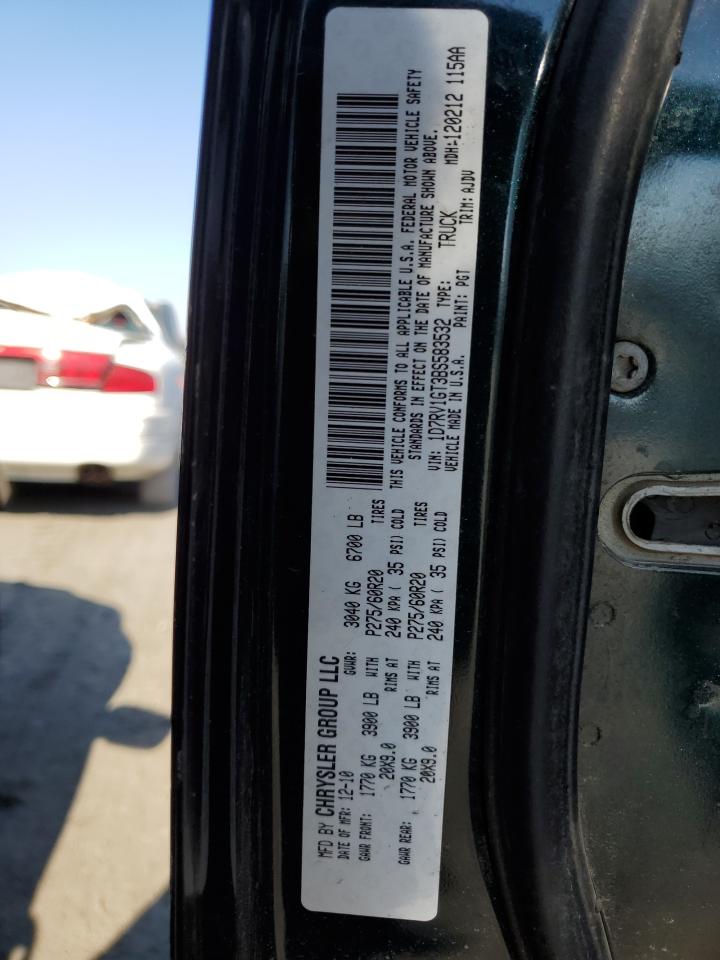 MFD BY CHRYSLER GROUP LLC
DATE OF MFR: 12-10 GVWR: 3040 KG 6700 LB
GAWR FRONT: 1770 KG 3900 LB WITH P275/60R20 TIRES
20X9.0 RIMS AT 240 KPA ( 35 PSI) COLD
GAWR REAR: 1770 KG 3900 LB WITH P275/60R20 TIRES
20X9.0 RIMS AT 240 KPA ( 35 PSI) COLD
THIS VEHICLE CONFORMS TO ALL APPLICABLE U.S.A. FEDERAL MOTOR VEHICLE SAFETY
STANDARDS IN EFFECT ON THE DATE OF MANUFACTURE SHOWN ABOVE.
VIN: 1D7RV1GT3BS583532 TYPE: TRUCK MDH:120212 115AA
VEHICLE MADE IN U.S.A. PAINT: PGT TRIM: AJDV